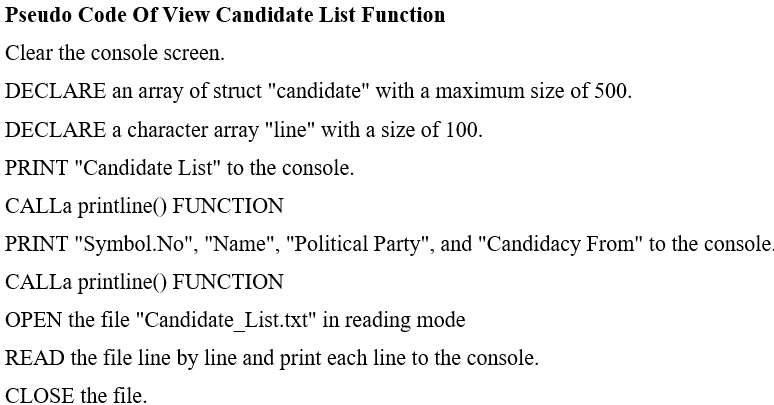 Pseudo Code Of View Candidate List Function
Clear the console screen.
DECLARE an array of struct "candidate" with a maximum size of 500.
DECLARE a character array "line" with a size of 100.
PRINT "Candidate List" to the console.
CALLa printline() FUNCTION
PRINT "Symbol.No", "Name", "Political Party", and "Candidacy From" to the console.
CALLa printline() FUNCTION
OPEN the file "Candidate_List.txt" in reading mode
READ the file line by line and print each line to the console.
CLOSE the file.